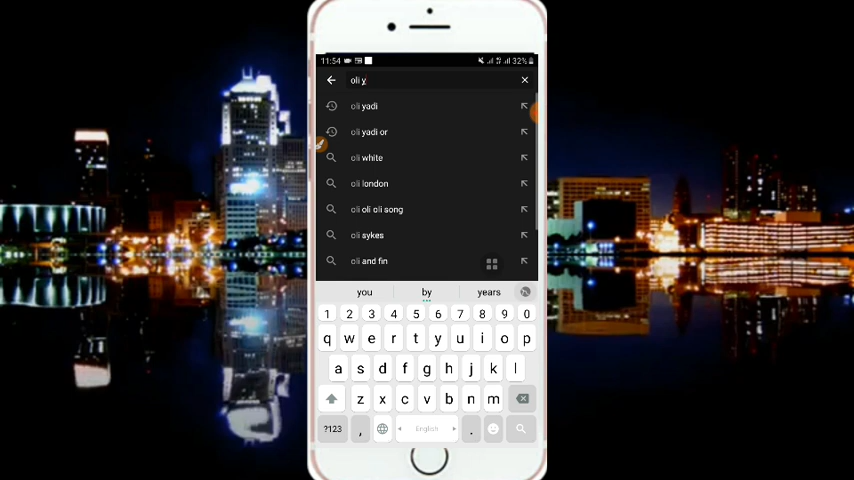 11:54 32%
oli y
oli yadi
oli yadi or
oli white
oli london
oli oli oli song
oli sykes
oli and fin
you by years
1 2 3 4 5 6 7 8 9 0
q w e r t y u i o p
a s d f g h j k l
z x c v b n m
?123 , English .